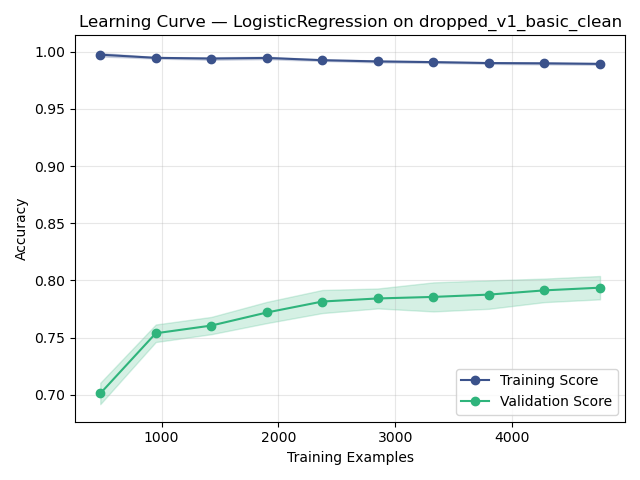 Learning Curve — LogisticRegression on dropped_v1_basic_clean
1.00
0.95
0.90
0.85
0.80
0.75
0.70
Accuracy
1000 2000 3000 4000
Training Examples
Training Score
Validation Score